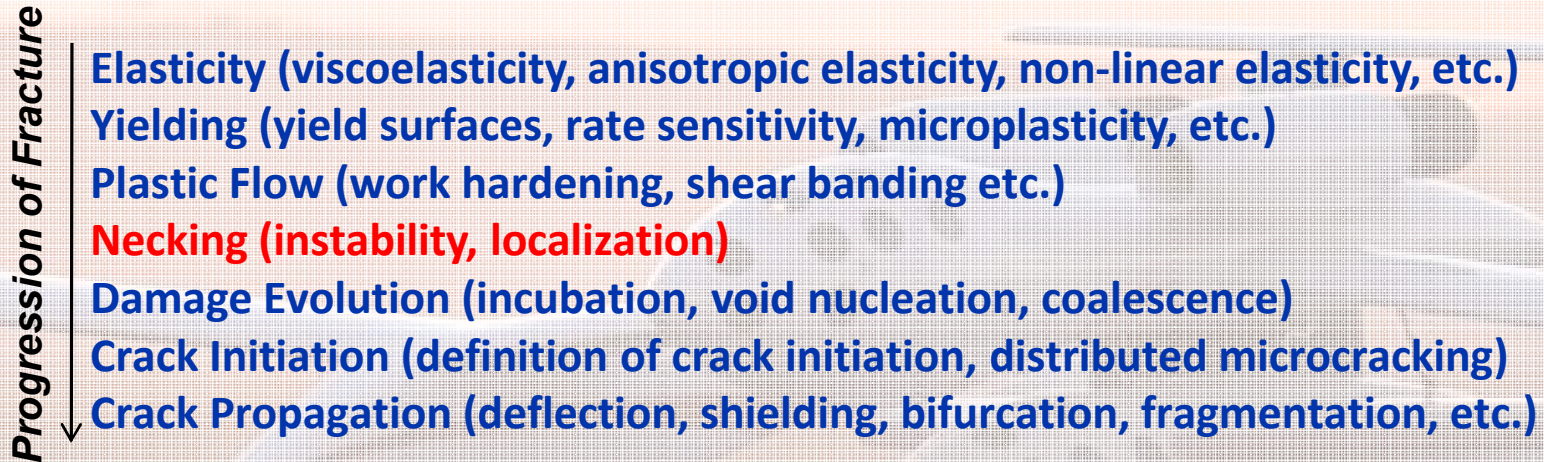 Progression of Fracture
Elasticity (viscoelasticity, anisotropic elasticity, non-linear elasticity, etc.)
Yielding (yield surfaces, rate sensitivity, microplasticity, etc.)
Plastic Flow (work hardening, shear banding etc.)
Necking (instability, localization)
Damage Evolution (incubation, void nucleation, coalescence)
Crack Initiation (definition of crack initiation, distributed microcracking)
Crack Propagation (deflection, shielding, bifurcation, fragmentation, etc.)